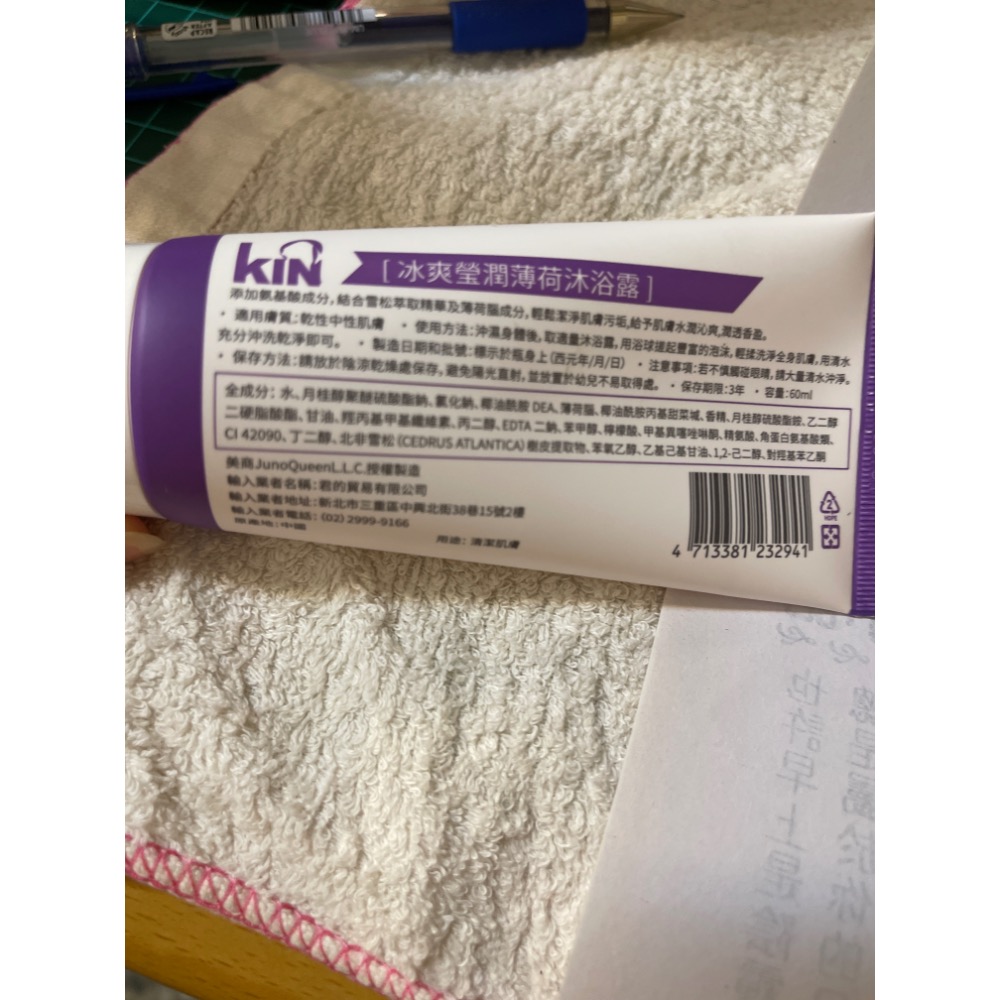 KIN
[ 冰爽瑩潤薄荷沐浴露 ]
添加氨基酸成分,結合雪松萃取精華及薄荷腦成分,輕鬆潔淨肌膚污垢,給予肌膚水潤沁爽,潤透香盈。
・適用膚質:乾性中性肌膚 ・使用方法:沖濕身體後,取適量沐浴露,用浴球搓起豐富的泡沫,輕揉洗淨全身肌膚,用清水
充分沖洗乾淨即可。 ・製造日期和批號:標示於瓶身上(西元年/月/日) ・注意事項:若不慎觸碰眼睛,請大量清水沖淨。
・保存方法:請放於陰涼乾燥處保存,避免陽光直射,並放置於幼兒不易取得處。 ・保存期限:3年 ・容量:60ml
全成分:水、月桂醇聚醚硫酸酯鈉、氯化鈉、椰油酰胺 DEA、薄荷腦、椰油酰胺丙基甜菜堿、香精、月桂醇硫酸酯銨、乙二醇
二硬脂酸酯、甘油、羥丙基甲基纖維素、丙二醇、EDTA 二鈉、苯甲醇、檸檬酸、甲基異噻唑啉酮、精氨酸、角蛋白氨基酸類、
CI 42090、丁二醇、北非雪松(CEDRUS ATLANTICA)樹皮提取物、苯氧乙醇、乙基己基甘油、1,2-己二醇、對羥基苯乙酮
美商JunoQueenL.L.C.授權製造
輸入業者名稱:君的貿易有限公司
輸入業者地址:新北市三重區中興北街38巷15號2樓
輸入業者電話:(02) 2999-9166
原產地:中國
用途:清潔肌膚
4 713381 232941
2
HDPE